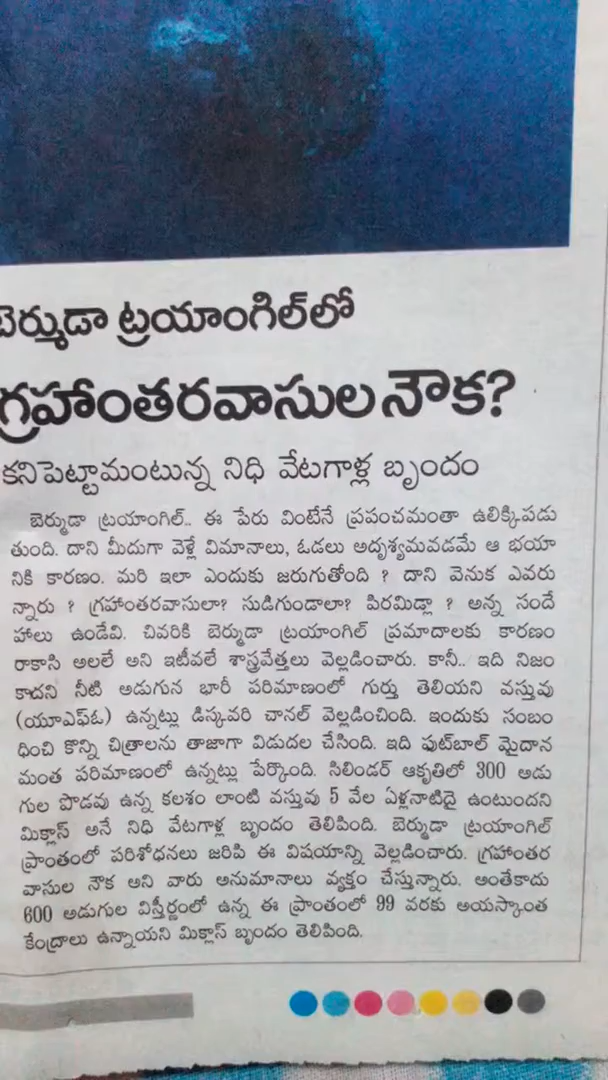 బెర్ముడా ట్రయాంగిల్‌లో
గ్రహాంతరవాసుల నౌక?
కనిపెట్టామంటున్న నిధి వేటగాళ్ల బృందం
బెర్ముడా ట్రయాంగిల్.. ఈ పేరు వింటేనే ప్రపంచమంతా ఉలిక్కిపడు
తుంది. దాని మీదుగా వెళ్లే విమానాలు, ఓడలు అదృశ్యమవడమే ఆ భయా
నికి కారణం. మరి ఇలా ఎందుకు జరుగుతోంది ? దాని వెనుక ఎవరు
న్నారు ? గ్రహాంతరవాసులా? సుడిగుండాలా? పిరమిడ్లా ? అన్న సందే
హాలు ఉండేవి. చివరికి బెర్ముడా ట్రయాంగిల్ ప్రమాదాలకు కారణం
రాకాసి అలలే అని ఇటీవలే శాస్త్రవేత్తలు వెల్లడించారు. కానీ.. ఇది నిజం
కాదని నీటి అడుగున భారీ పరిమాణంలో గుర్తు తెలియని వస్తువు
(యూఎఫ్ఓ) ఉన్నట్లు డిస్కవరి చానల్ వెల్లడించింది. ఇందుకు సంబం
ధించి కొన్ని చిత్రాలను తాజాగా విడుదల చేసింది. ఇది ఫుట్‌బాల్ మైదాన
మంత పరిమాణంలో ఉన్నట్లు పేర్కొంది. సిలిండర్ ఆకృతిలో 300 అడు
గుల పొడవు ఉన్న కలశం లాంటి వస్తువు 5 వేల ఏళ్లనాటిదై ఉంటుందని
మిక్లాస్ అనే నిధి వేటగాళ్ల బృందం తెలిపింది. బెర్ముడా ట్రయాంగిల్
ప్రాంతంలో పరిశోధనలు జరిపి ఈ విషయాన్ని వెల్లడించారు. గ్రహాంతర
వాసుల నౌక అని వారు అనుమానాలు వ్యక్తం చేస్తున్నారు. అంతేకాదు
600 అడుగుల విస్తీర్ణంలో ఉన్న ఈ ప్రాంతంలో 99 వరకు అయస్కాంత
కేంద్రాలు ఉన్నాయని మిక్లాస్ బృందం తెలిపింది.